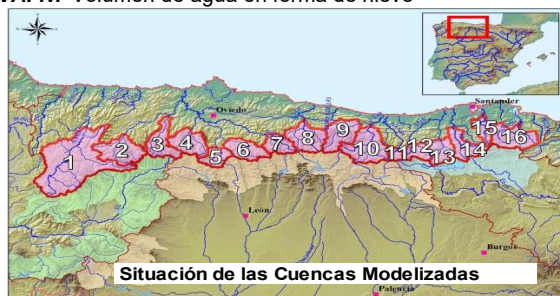 Volumen de agua en forma de nieve
Oviedo
Santander
1 2 3 4 5 6 7 8 9 10 11 12 13 14 15 16
León
Burgos
Situación de las Cuencas Modelizadas
Palencia